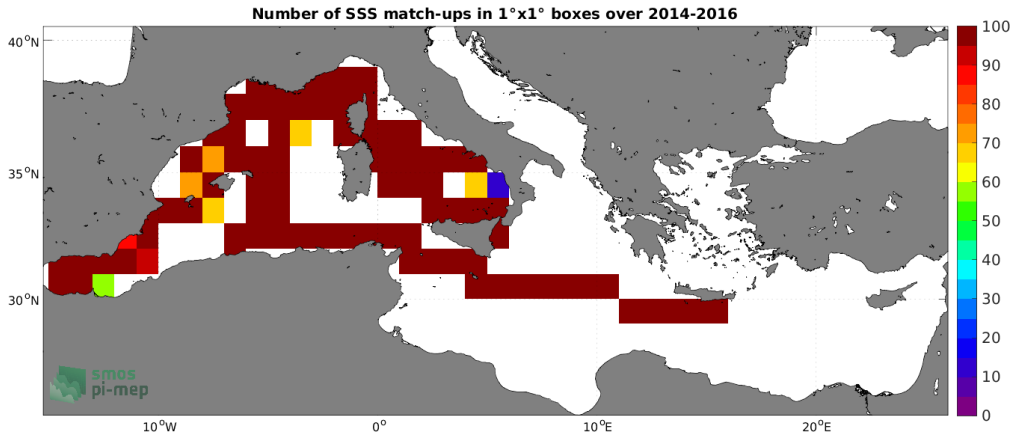 Number of SSS match-ups in 1°x1° boxes over 2014-2016
40°N
35°N
30°N
10°W
0°
10°E
20°E
100
90
80
70
60
50
40
30
20
10
0
smos
pi-mep